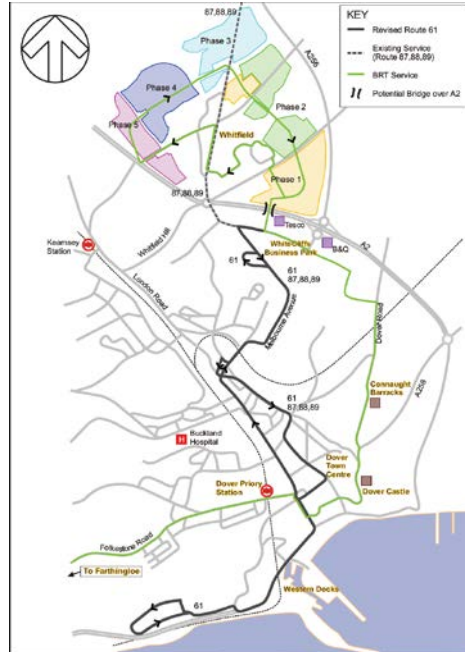 87,88,89
Phase 3
A256
Phase 4
Phase 2
Phase 5
Whitfield
Phase 1
87,88,89
Tesco
Kearnsey
Station
Whitfield Hill
Whitecliffe
Business Park
B&Q
A2
London Road
61
61
87,88,89
Melbourne Avenue
Dover Road
Connaught
Barracks
A258
61
87,88,89
Buckland
Hospital
H
Dover
Town
Centre
Dover Priory
Station
Dover Castle
Folkestone Road
To Farthingloe
Western Docks
61
KEY
Revised Route 61
Existing Service
(Route 87,88,89)
BRT Service
Potential Bridge over A2